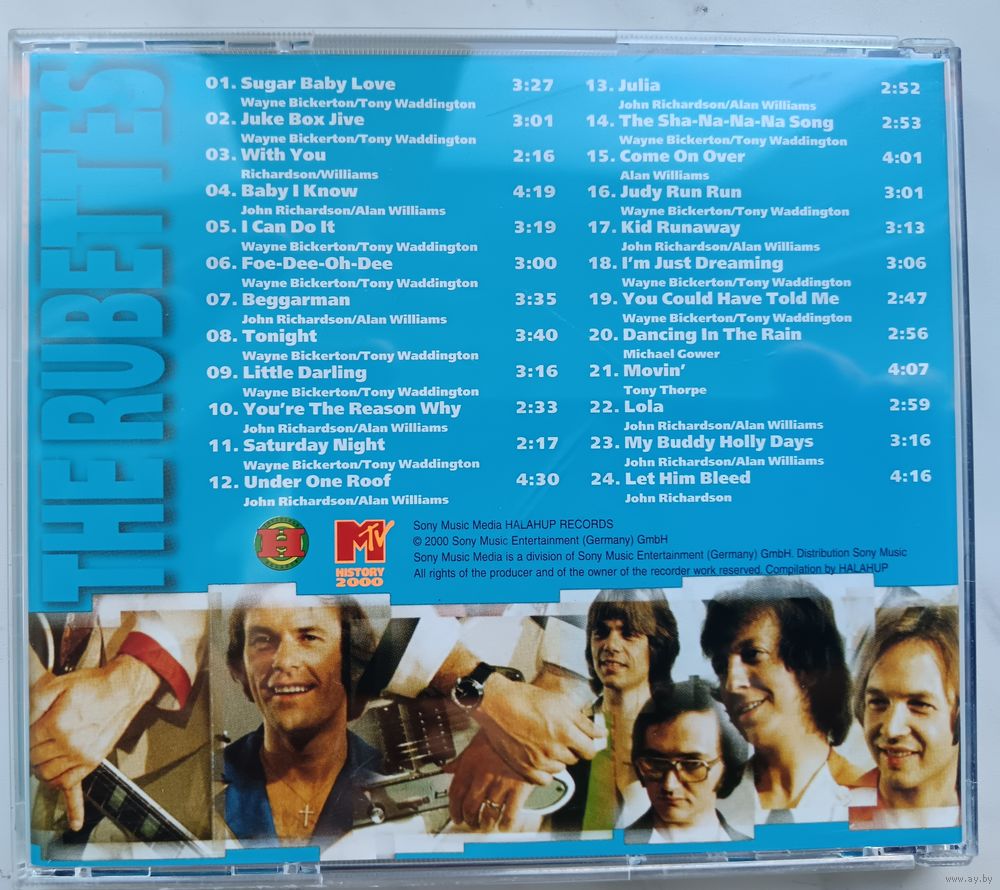 THE RUBETTES
01. Sugar Baby Love 3:27
Wayne Bickerton/Tony Waddington
02. Juke Box Jive 3:01
Wayne Bickerton/Tony Waddington
03. With You 2:16
Richardson/Williams
04. Baby I Know 4:19
John Richardson/Alan Williams
05. I Can Do It 3:19
Wayne Bickerton/Tony Waddington
06. Foe-Dee-Oh-Dee 3:00
Wayne Bickerton/Tony Waddington
07. Beggarman 3:35
John Richardson/Alan Williams
08. Tonight 3:40
Wayne Bickerton/Tony Waddington
09. Little Darling 3:16
Wayne Bickerton/Tony Waddington
10. You're The Reason Why 2:33
John Richardson/Alan Williams
11. Saturday Night 2:17
Wayne Bickerton/Tony Waddington
12. Under One Roof 4:30
John Richardson/Alan Williams
13. Julia 2:52
John Richardson/Alan Williams
14. The Sha-Na-Na-Na Song 2:53
Wayne Bickerton/Tony Waddington
15. Come On Over 4:01
Alan Williams
16. Judy Run Run 3:01
Wayne Bickerton/Tony Waddington
17. Kid Runaway 3:13
John Richardson/Alan Williams
18. I'm Just Dreaming 3:06
Wayne Bickerton/Tony Waddington
19. You Could Have Told Me 2:47
Wayne Bickerton/Tony Waddington
20. Dancing In The Rain 2:56
Michael Gower
21. Movin' 4:07
Tony Thorpe
22. Lola 2:59
John Richardson/Alan Williams
23. My Buddy Holly Days 3:16
John Richardson/Alan Williams
24. Let Him Bleed 4:16
John Richardson
H
MTV
HISTORY
2000
Sony Music Media HALAHUP RECORDS
© 2000 Sony Music Entertainment (Germany) GmbH
Sony Music Media is a division of Sony Music Entertainment (Germany) GmbH. Distribution Sony Music
All rights of the producer and of the owner of the recorder work reserved. Compilation by HALAHUP
www.ay.by